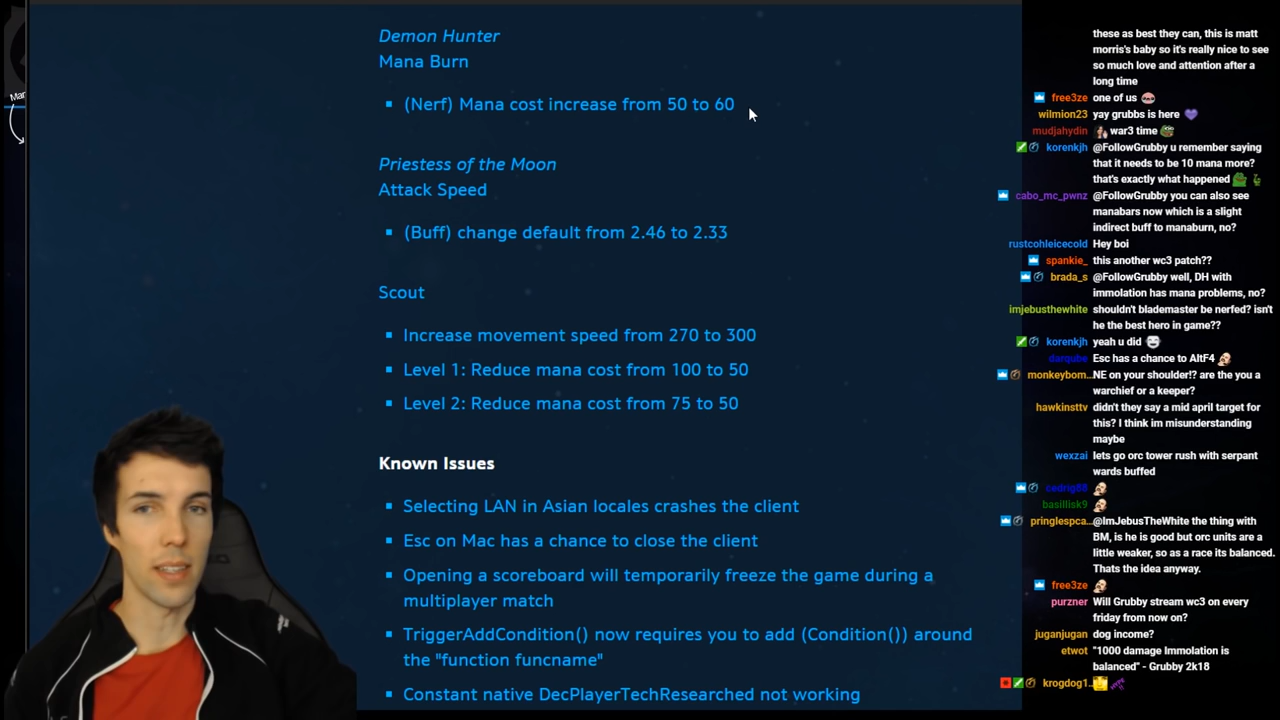 Demon Hunter
Mana Burn
(Nerf) Mana cost increase from 50 to 60
Priestess of the Moon
Attack Speed
(Buff) change default from 2.46 to 2.33
Scout
Increase movement speed from 270 to 300
Level 1: Reduce mana cost from 100 to 50
Level 2: Reduce mana cost from 75 to 50
Known Issues
Selecting LAN in Asian locales crashes the client
Esc on Mac has a chance to close the client
Opening a scoreboard will temporarily freeze the game during a
multiplayer match
TriggerAddCondition() now requires you to add (Condition()) around
the "function funcname"
Constant native DecPlayerTechResearched not working
Mar
these as best they can, this is matt
morris's baby so it's really nice to see
so much love and attention after a
long time
free3ze one of us
wilmion23 yay grubbs is here
mudjahydin war3 time
korenkjh @FollowGrubby u remember saying
that it needs to be 10 mana more?
that's exactly what happened
cabo_mc_pwnz @FollowGrubby you can also see
manabars now which is a slight
indirect buff to manaburn, no?
rustcohleicecold Hey boi
spankie_ this another wc3 patch??
brada_s @FollowGrubby well, DH with
immolation has mana problems, no?
imjebusthewhite shouldn't blademaster be nerfed? isn't
he the best hero in game??
korenkjh yeah u did
darqube Esc has a chance to AltF4
monkeybom... NE on your shoulder!? are the you a
warchief or a keeper?
hawkinsttv didn't they say a mid april target for
this? I think im misunderstanding
maybe
wexzai lets go orc tower rush with serpant
wards buffed
cedrig88
basillisk9
pringlespca... @ImJebusTheWhite the thing with
BM, is he is good but orc units are a
little weaker, so as a race its balanced.
Thats the idea anyway.
free3ze
purzner Will Grubby stream wc3 on every
friday from now on?
juganjugan dog income?
etwot "1000 damage Immolation is
balanced" - Grubby 2k18
krogdog1...